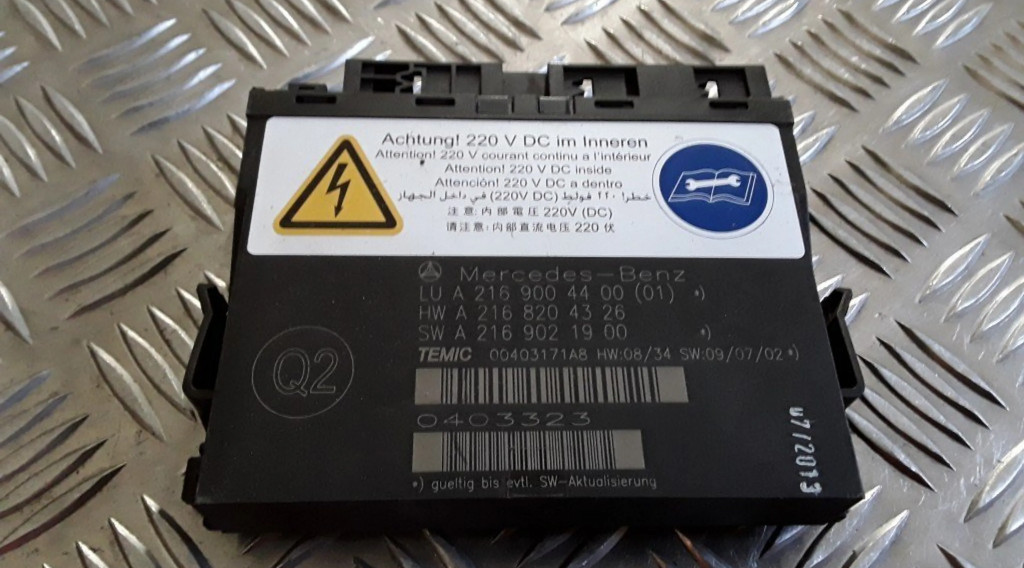 Achtung! 220 V DC im Inneren
Attention! 220 V courant continu a l'intérieur
Attention! 220 V DC inside
Atención! 220 V DC a dentro
خطر! ٢٢٠ فولط (220V DC) في داخل الجهاز
注意: 内部電圧 220V (DC)
请注意: 内部直流电压 220 伏
Mercedes-Benz
LU A 216 900 44 00 (01) *)
HW A 216 820 43 26
SW A 216 902 19 00 *)
TEMIC 00403171A8 HW:08/34 SW:09/07/02 *)
Q2
0403323
*) gueltig bis evtl. SW-Aktualisierung